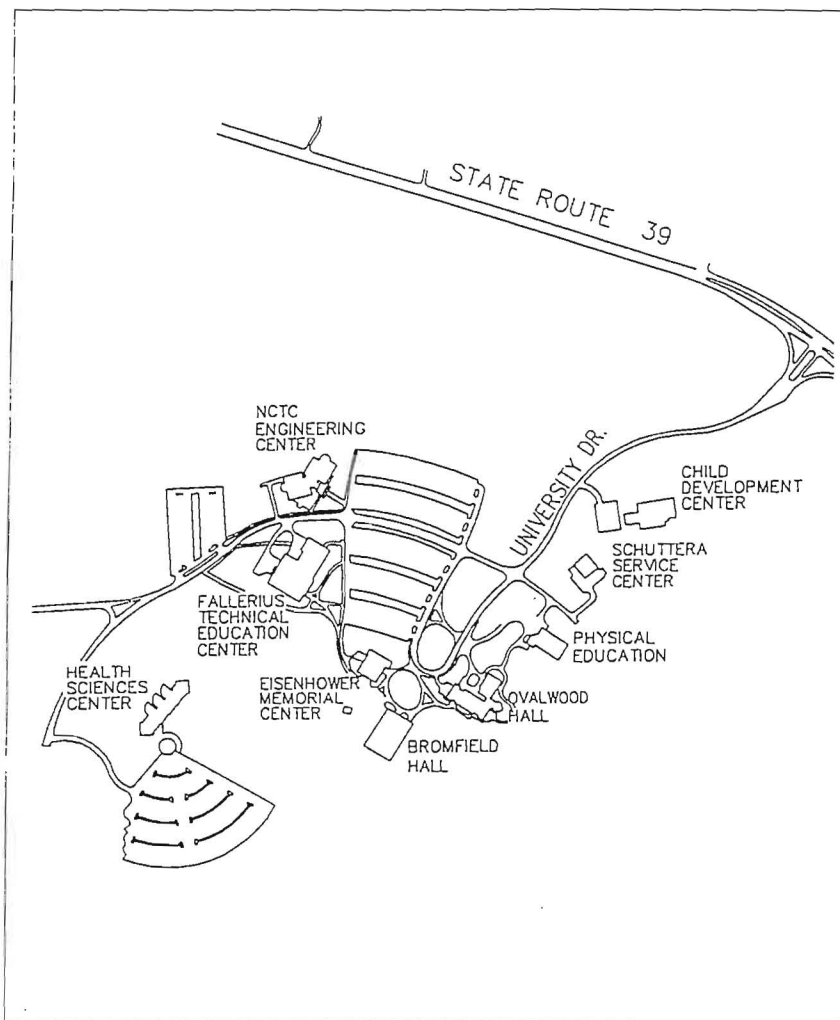 STATE ROUTE 39
NCTC
ENGINEERING
CENTER
UNIVERSITY DR.
CHILD
DEVELOPMENT
CENTER
SCHUTTERA
SERVICE
CENTER
FALLERIUS
TECHNICAL
EDUCATION
CENTER
PHYSICAL
EDUCATION
HEALTH
SCIENCES
CENTER
EISENHOWER
MEMORIAL
CENTER
OVALWOOD
HALL
BROMFIELD
HALL